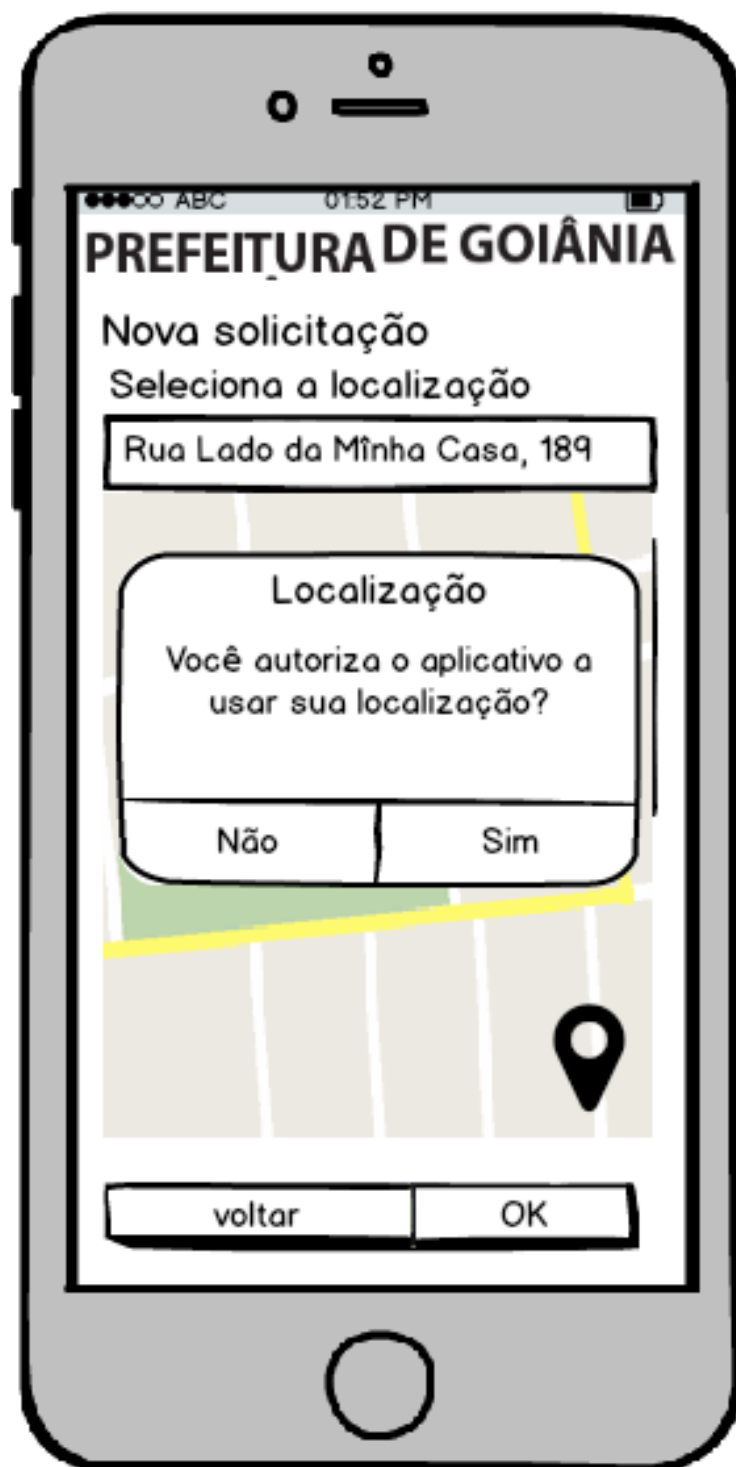 ABC 01:52 PM
PREFEITURA DE GOIÂNIA
Nova solicitação
Seleciona a localização
Rua Lado da Mînha Casa, 189
Localização
Você autoriza o aplicativo a
usar sua localização?
Não Sim
voltar OK